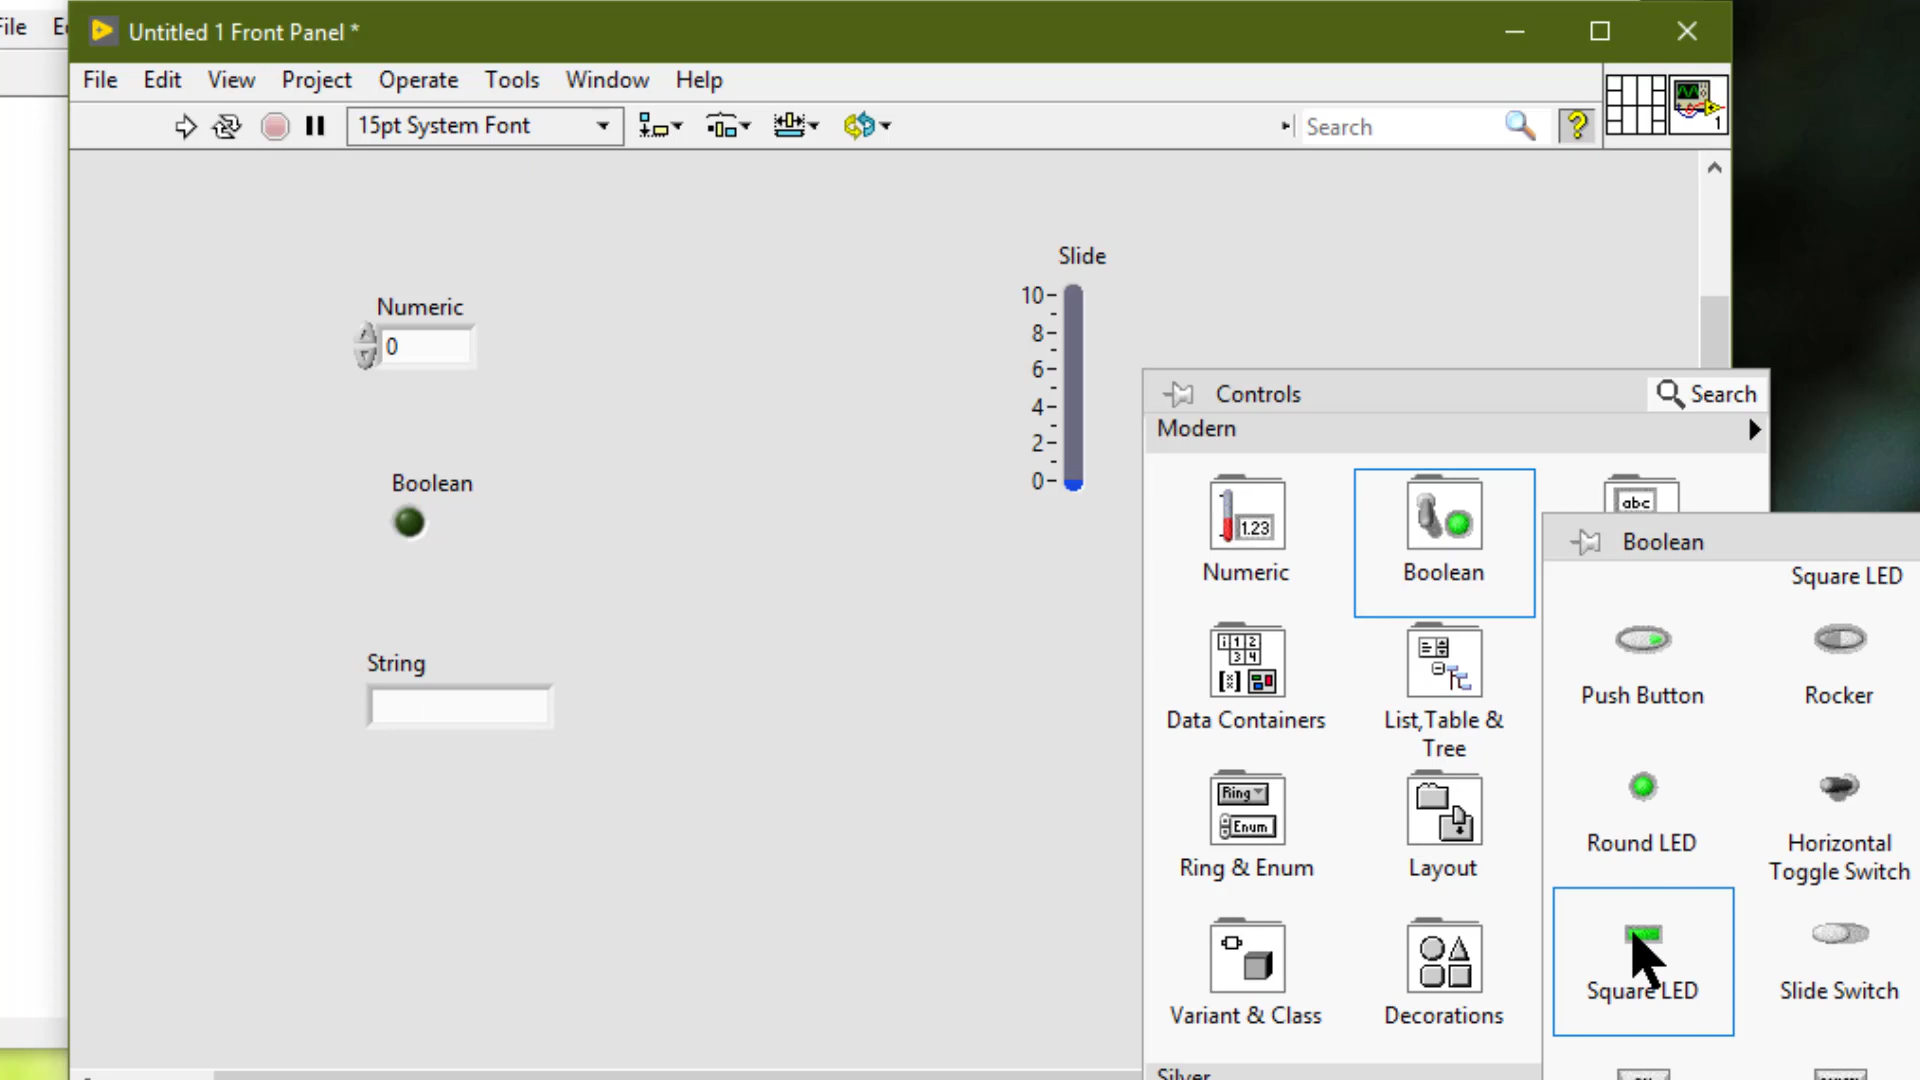 File
Untitled 1 Front Panel *
File Edit View Project Operate Tools Window Help
15pt System Font
Search
1
Slide
10
8
6
4
2
0
Numeric
0
Boolean
String
Controls
Search
Modern
1.23
abc
Numeric
Boolean
Data Containers
List, Table & Tree
Ring
Enum
Ring & Enum
Layout
Variant & Class
Decorations
Silver
Boolean
Square LED
Push Button
Rocker
Round LED
Horizontal
Toggle Switch
Square LED
Slide Switch